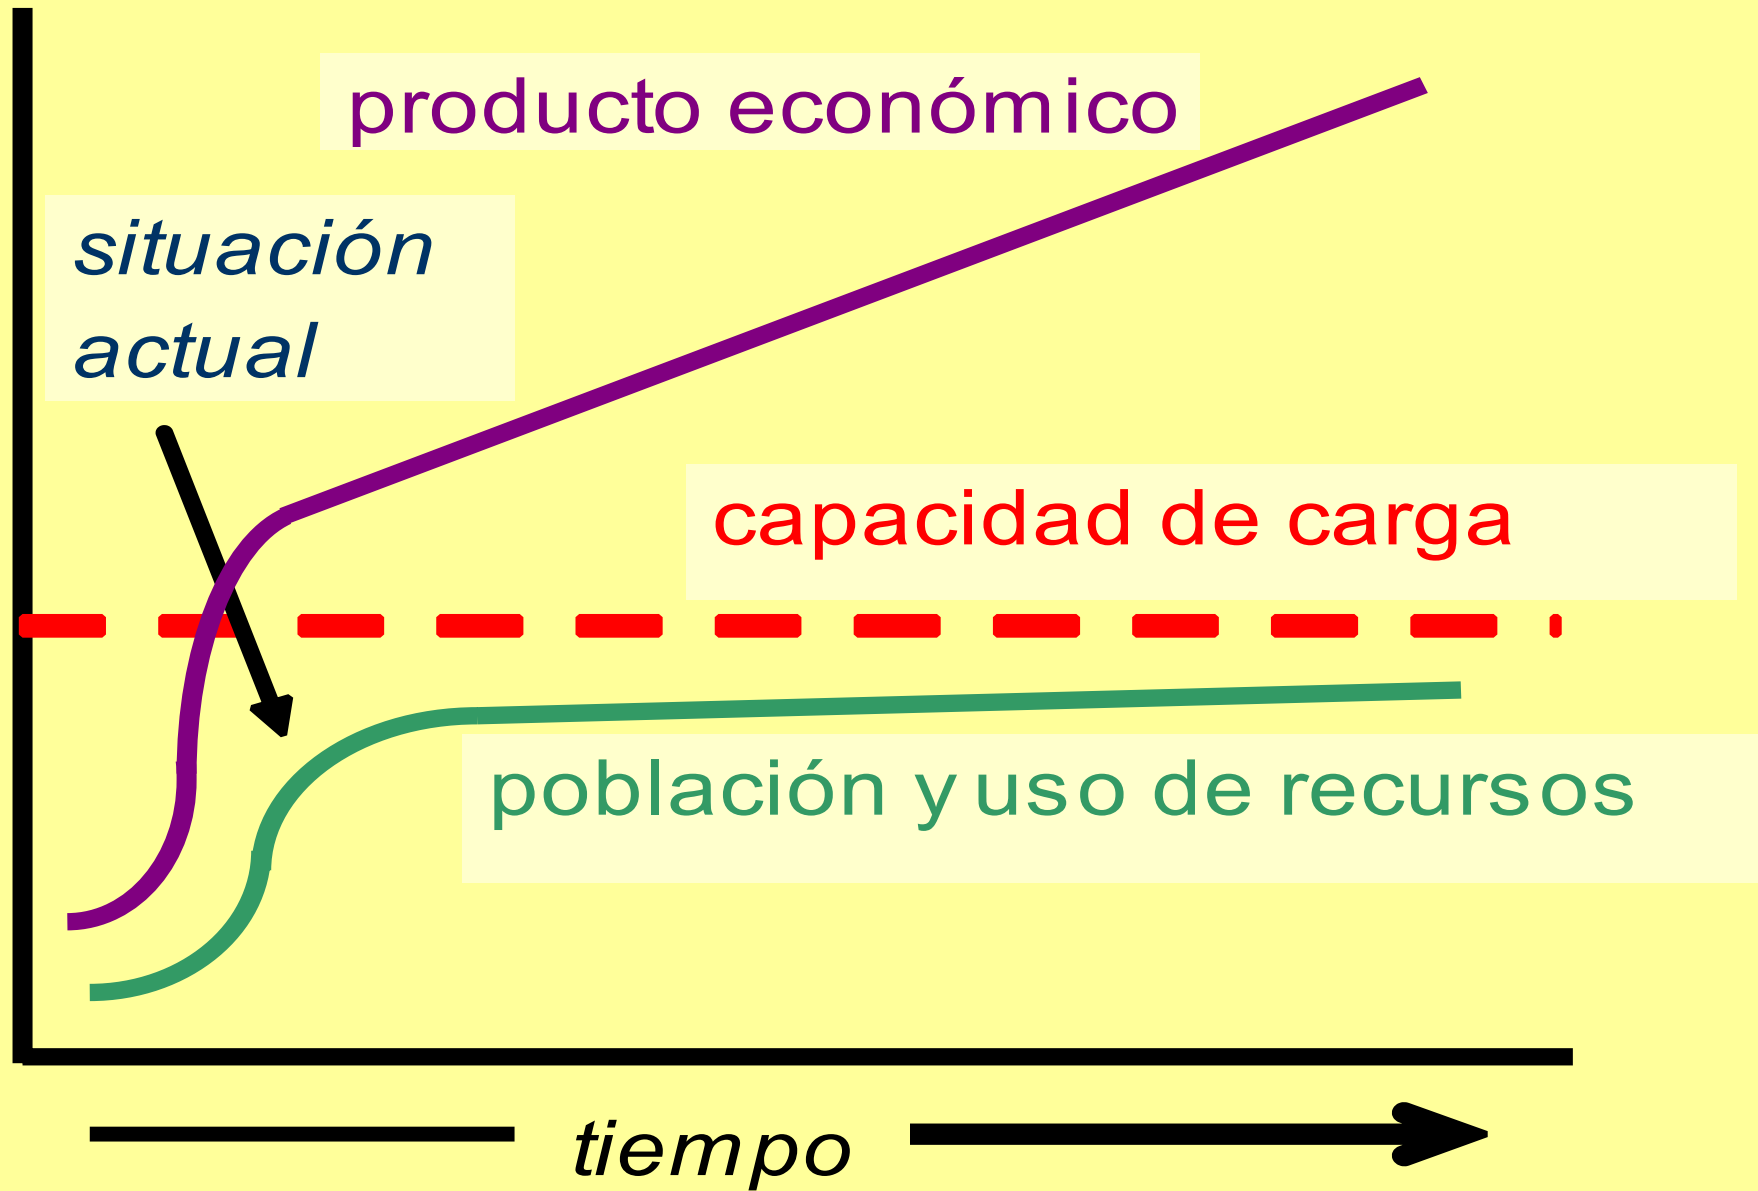 producto económico
situación
actual
capacidad de carga
población y uso de recursos
tiempo